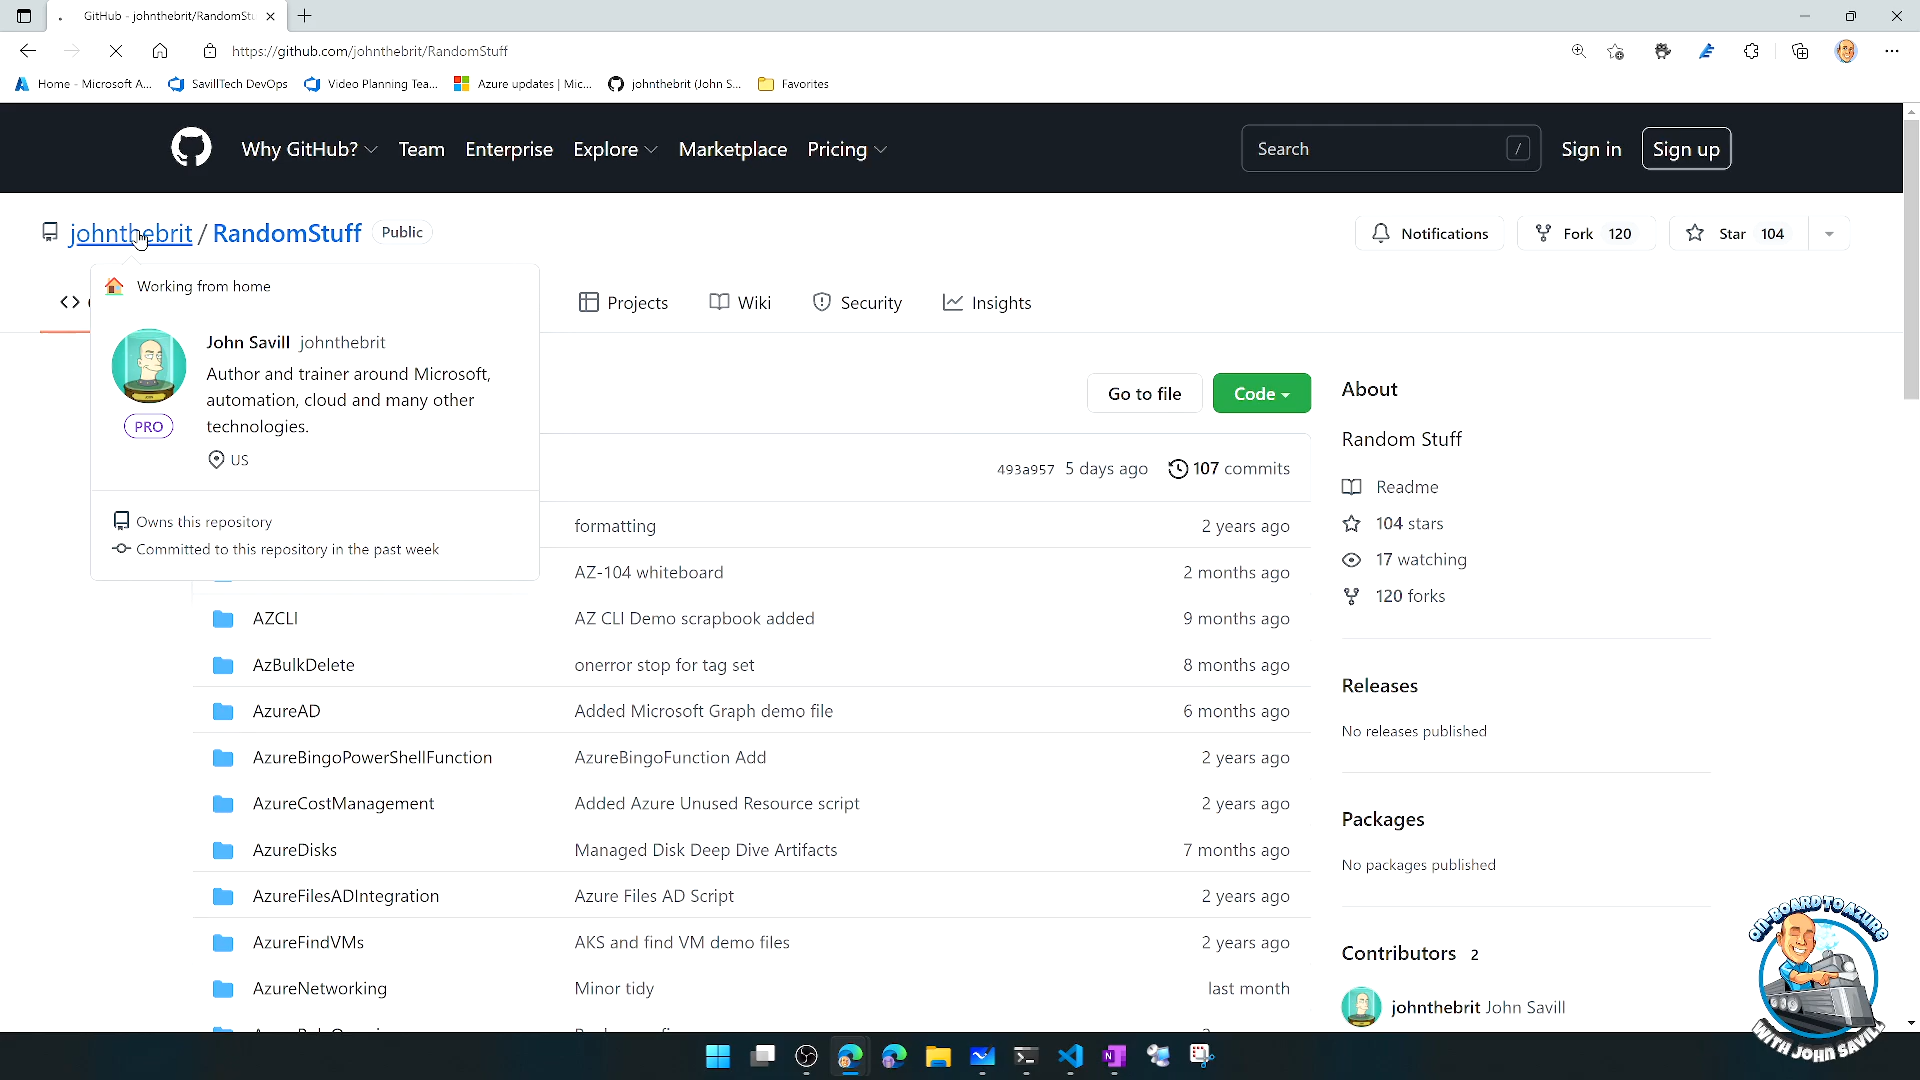 GitHub - johnthebrit/RandomStu
https://github.com/johnthebrit/RandomStuff
Home - Microsoft A...
SavillTech DevOps
Video Planning Tea...
Azure updates | Mic...
johnthebrit (John S...
Favorites
Why GitHub?
Team
Enterprise
Explore
Marketplace
Pricing
Search
/
Sign in
Sign up
johnthebrit / RandomStuff
Public
Notifications
Fork 120
Star 104
Working from home
Projects
Wiki
Security
Insights
John Savill johnthebrit
Author and trainer around Microsoft,
automation, cloud and many other
technologies.
PRO
US
Owns this repository
Committed to this repository in the past week
Go to file
Code
493a957 5 days ago 107 commits
formatting 2 years ago
AZ-104 whiteboard 2 months ago
AZCLI AZ CLI Demo scrapbook added 9 months ago
AzBulkDelete onerror stop for tag set 8 months ago
AzureAD Added Microsoft Graph demo file 6 months ago
AzureBingoPowerShellFunction AzureBingoFunction Add 2 years ago
AzureCostManagement Added Azure Unused Resource script 2 years ago
AzureDisks Managed Disk Deep Dive Artifacts 7 months ago
AzureFilesADIntegration Azure Files AD Script 2 years ago
AzureFindVMs AKS and find VM demo files 2 years ago
AzureNetworking Minor tidy last month
About
Random Stuff
Readme
104 stars
17 watching
120 forks
Releases
No releases published
Packages
No packages published
Contributors 2
johnthebrit John Savill
ON-BOARD TO AZURE
WITH JOHN SAVILL